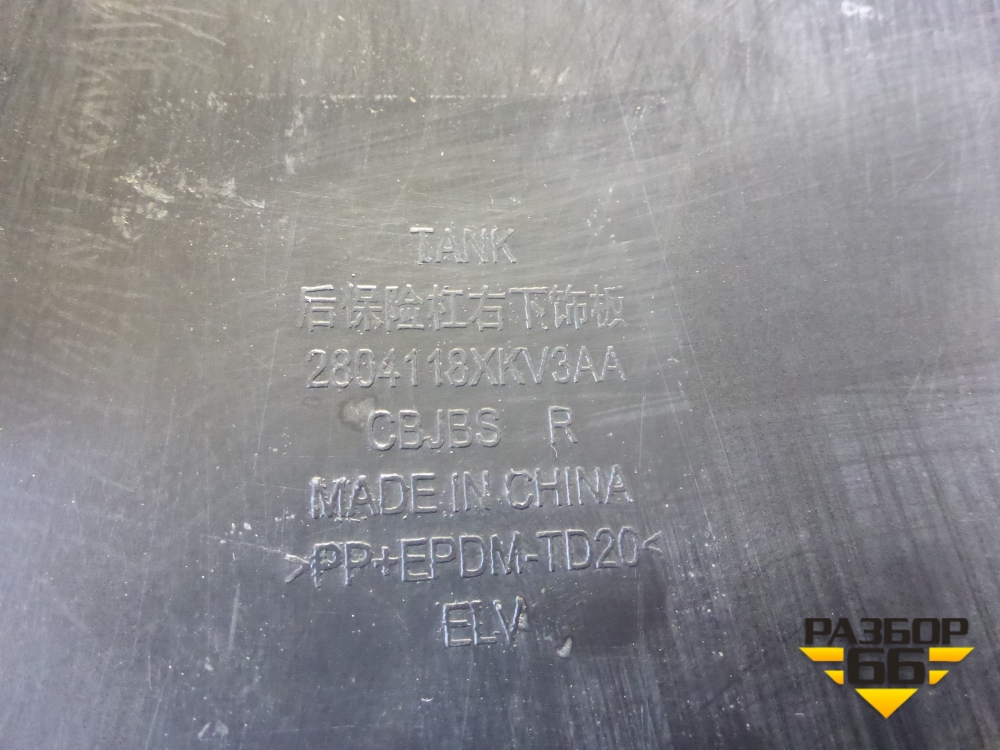 TANK
后保险杠右下饰板
2804118XKV3AA
CBJBS R
MADE IN CHINA
>PP+EPDM-TD20<
ELV
РАЗБОР
66